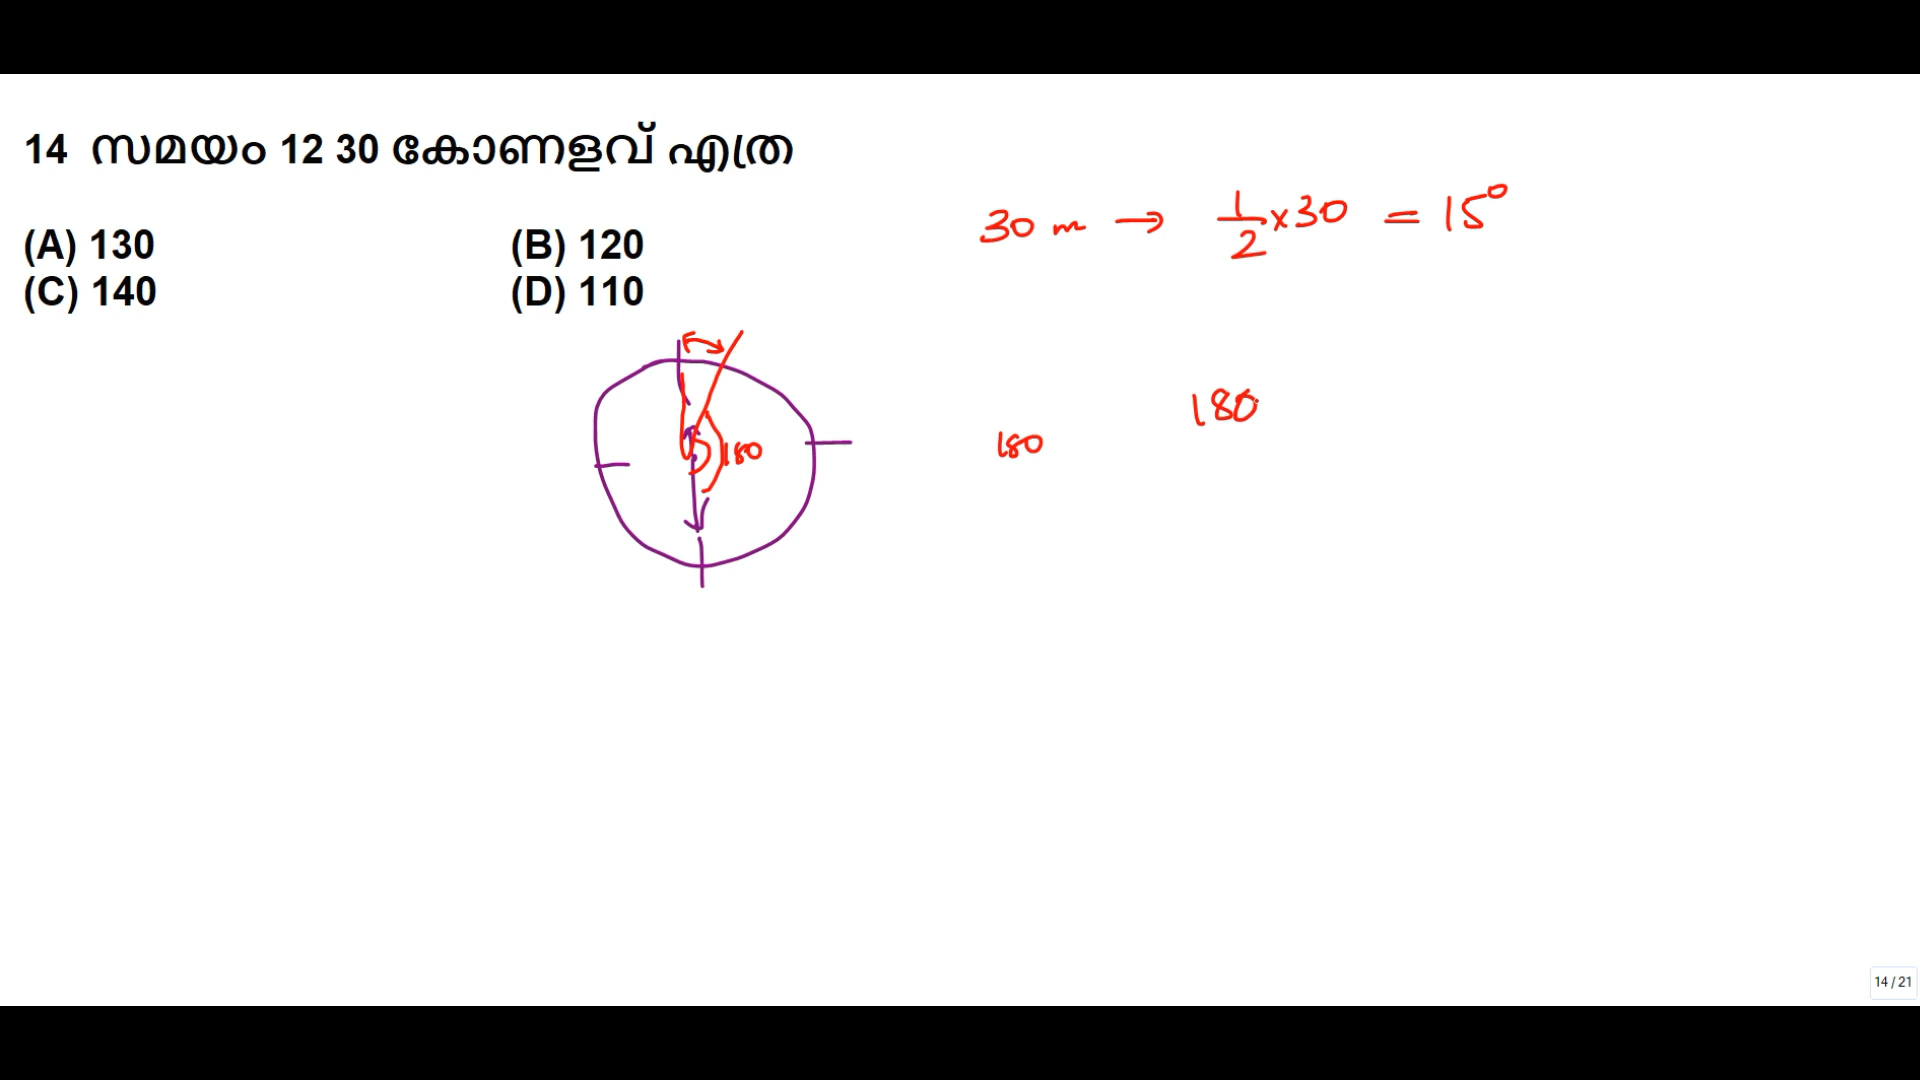 14 സമയം 12 30 കോണളവ് എത്ര
(A) 130 (B) 120
(C) 140 (D) 110
30 m → 1/2 × 30 = 15°
180
180
180
14 / 21